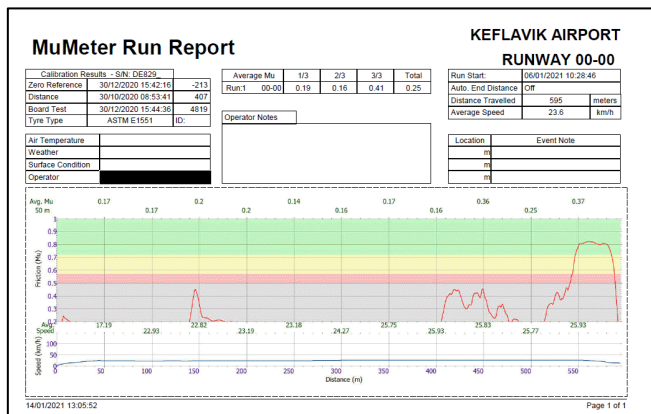 KEFLAVIK AIRPORT
MuMeter Run Report
RUNWAY 00-00
Calibration Results - S/N: DE829_
Zero Reference 30/12/2020 15:42:16 -213
Distance 30/10/2020 08:53:41 407
Board Test 30/12/2020 15:44:36 4819
Tyre Type ASTM E1551 ID:
Average Mu 1/3 2/3 3/3 Total
Run:1 00-00 0.19 0.16 0.41 0.25
Run Start: 06/01/2021 10:28:46
Auto. End Distance Off
Distance Travelled 595 meters
Average Speed 23.6 km/h
Operator Notes
Air Temperature
Weather
Surface Condition
Operator
Location Event Note
m
m
m
Avg. Mu 0.17 0.2 0.14 0.17 0.36 0.37
50 m 0.17 0.2 0.16 0.16 0.25
Friction (Mu)
1
0.9
0.8
0.7
0.6
0.5
0.4
0.3
0.2
Avg. 17.19 22.82 23.18 25.75 25.83 25.93
Speed 22.93 23.19 24.27 25.93 25.77
Speed (km/h)
100
50
0
0 50 100 150 200 250 300 350 400 450 500 550
Distance (m)
14/01/2021 13:05:52
Page 1 of 1